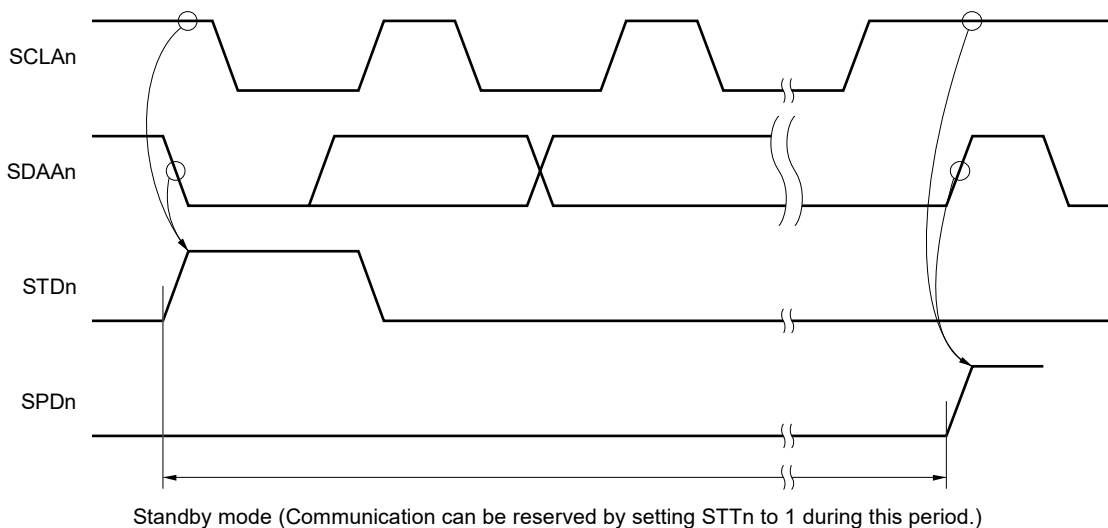 SCLAn
SDAAn
STDn
SPDn
Standby mode (Communication can be reserved by setting STTn to 1 during this period.)